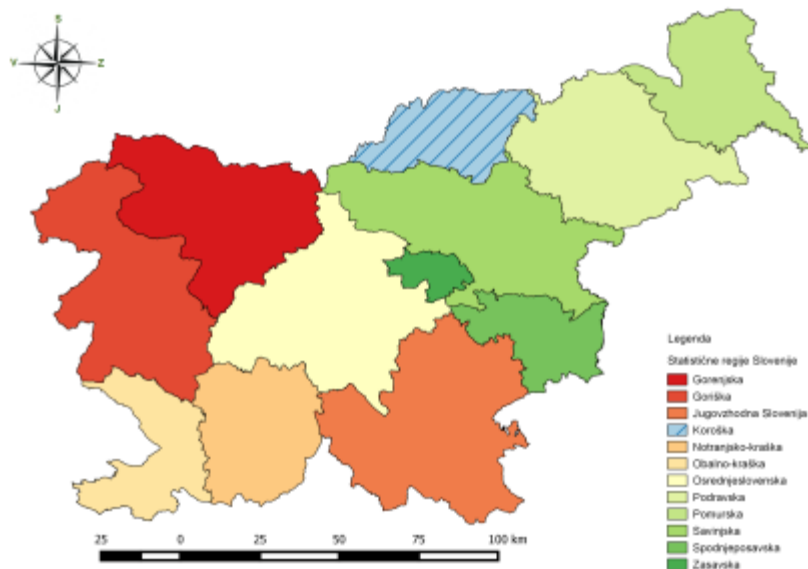 S
V Z
J
Legenda
Statistične regije Slovenije
Gorenjska
Goriška
Jugovzhodna Slovenija
Koroška
Notranjsko-kraška
Obalno-kraška
Osrednjeslovenska
Podravska
Pomurska
Savinjska
Spodnjeposavska
Zasavska
25 0 25 50 75 100 km